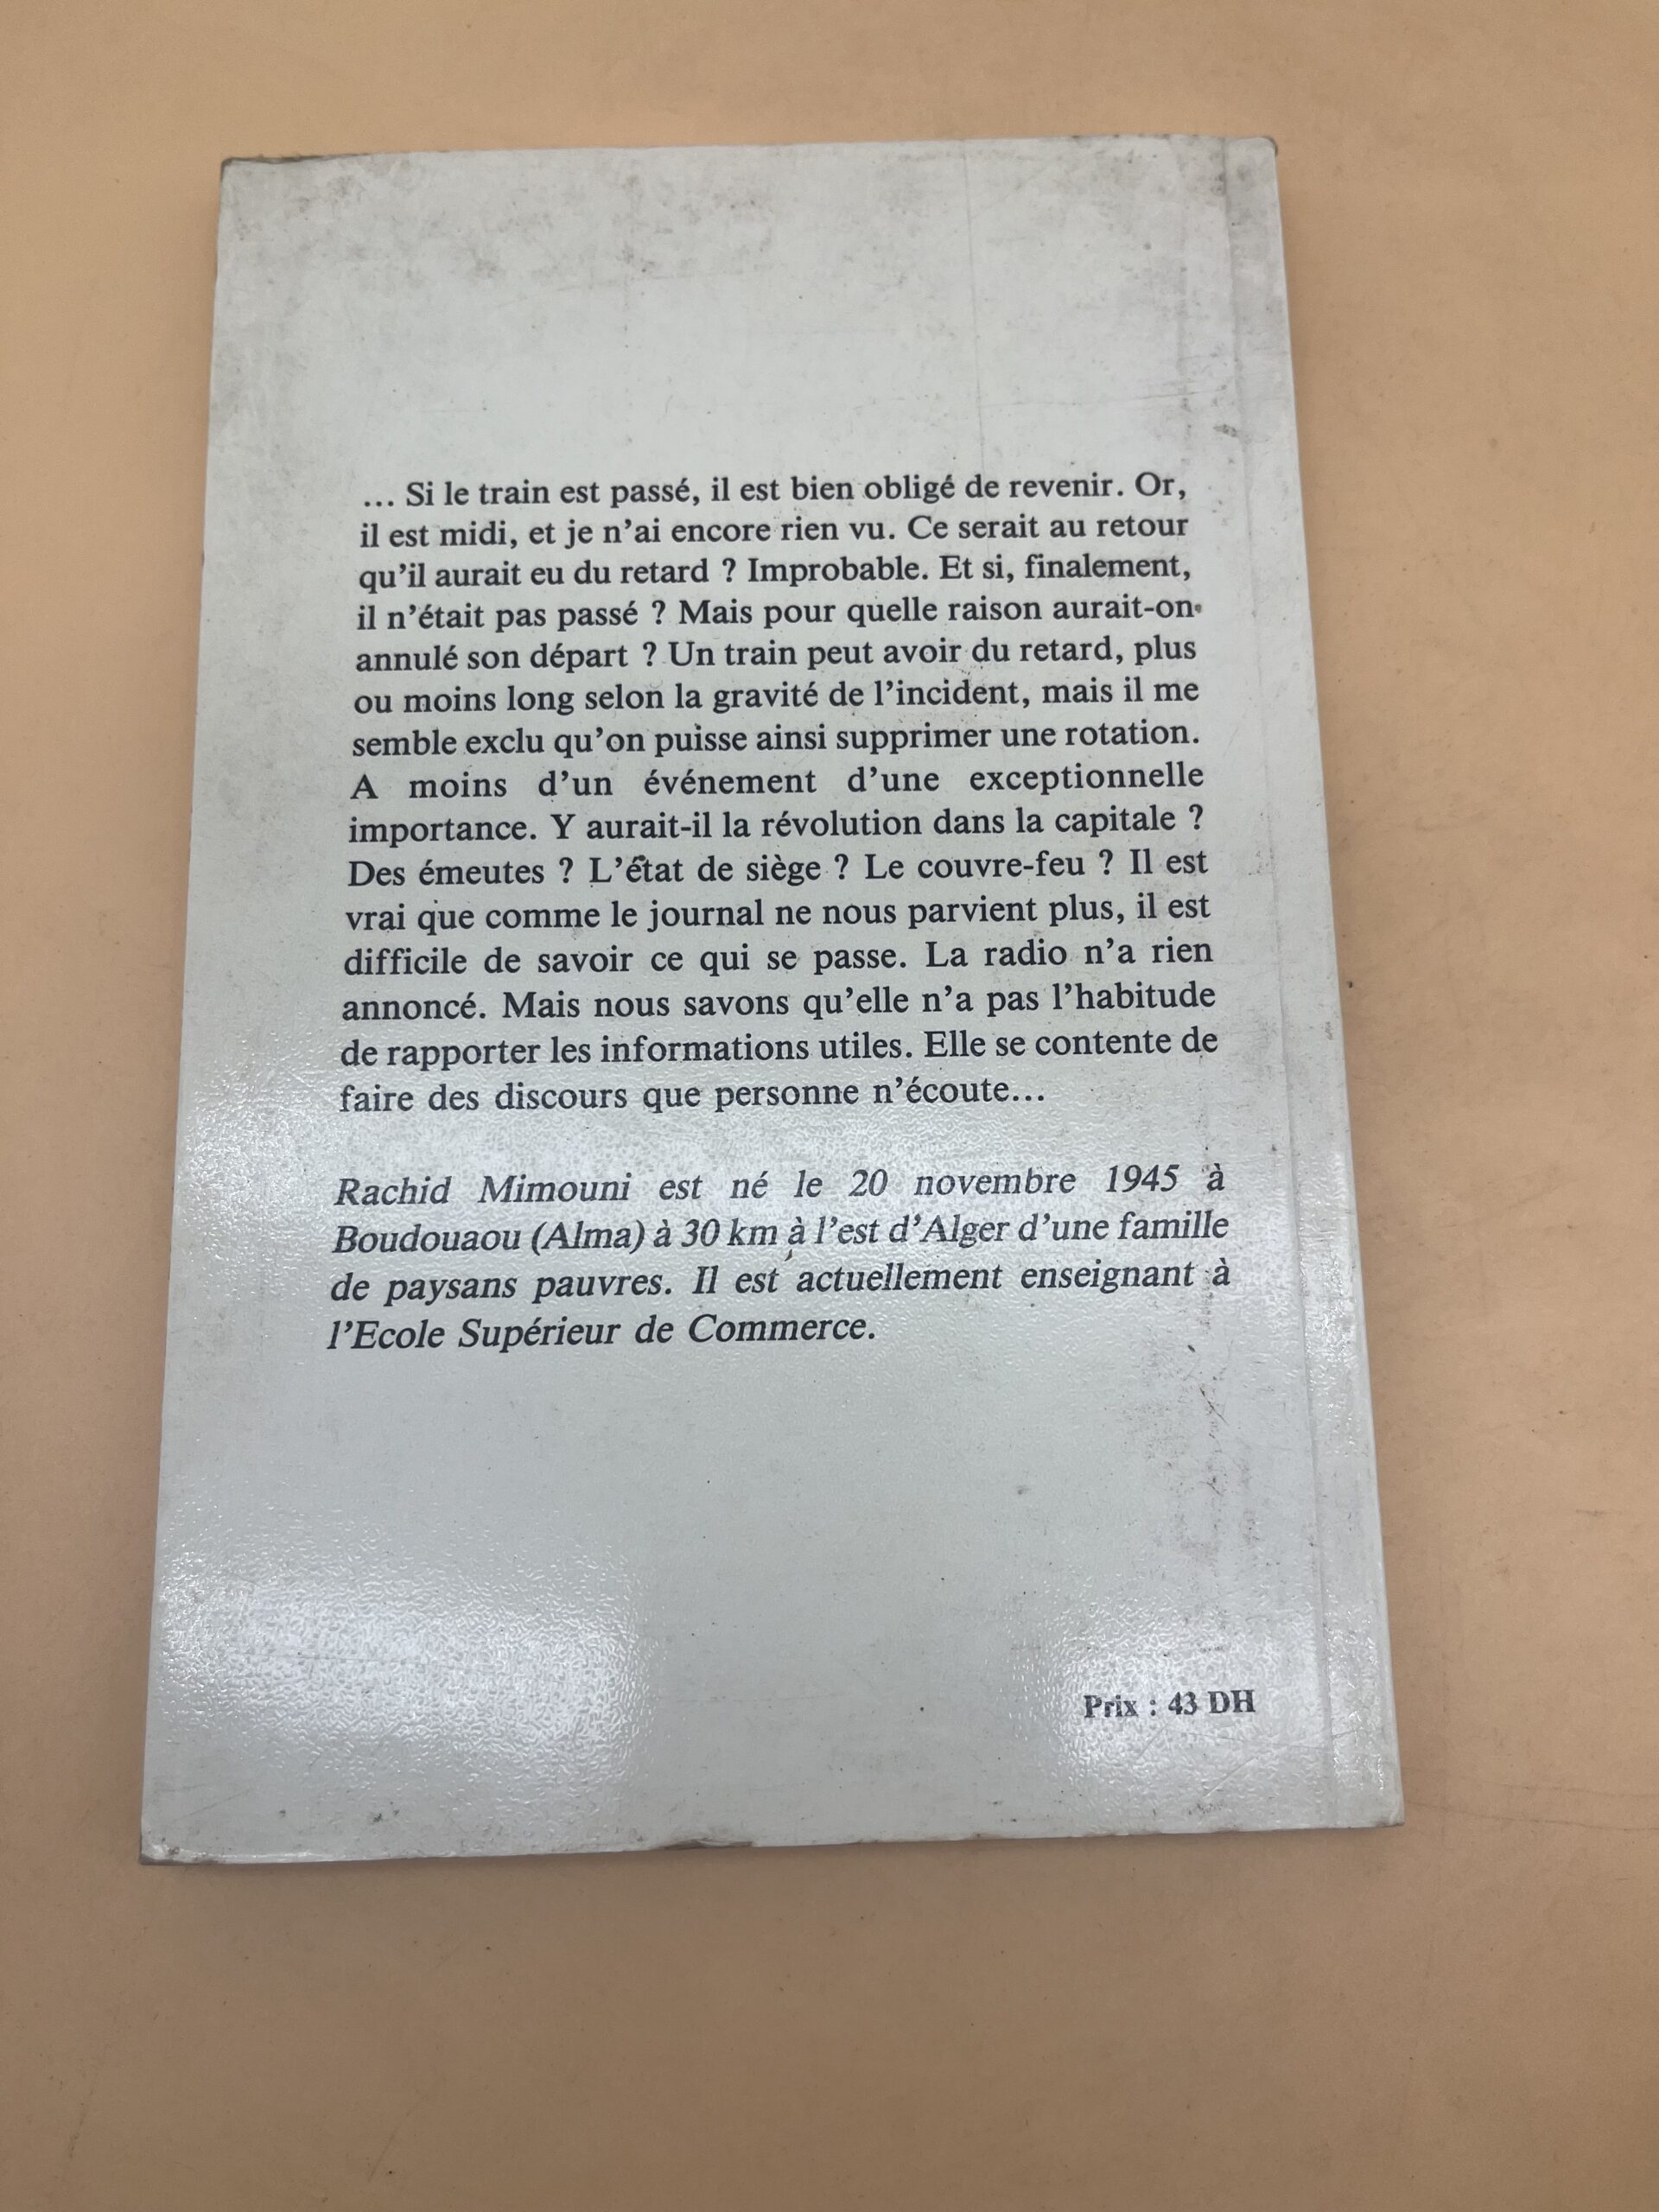 ... Si le train est passé, il est bien obligé de revenir. Or,
il est midi, et je n'ai encore rien vu. Ce serait au retour
qu'il aurait eu du retard ? Improbable. Et si, finalement,
il n'était pas passé ? Mais pour quelle raison aurait-on
annulé son départ ? Un train peut avoir du retard, plus
ou moins long selon la gravité de l'incident, mais il me
semble exclu qu'on puisse ainsi supprimer une rotation.
A moins d'un événement d'une exceptionnelle
importance. Y aurait-il la révolution dans la capitale ?
Des émeutes ? L'état de siège ? Le couvre-feu ? Il est
vrai que comme le journal ne nous parvient plus, il est
difficile de savoir ce qui se passe. La radio n'a rien
annoncé. Mais nous savons qu'elle n'a pas l'habitude
de rapporter les informations utiles. Elle se contente de
faire des discours que personne n'écoute...
Rachid Mimouni est né le 20 novembre 1945 à
Boudouaou (Alma) à 30 km à l'est d'Alger d'une famille
de paysans pauvres. Il est actuellement enseignant à
l'Ecole Supérieur de Commerce.
Prix : 43 DH